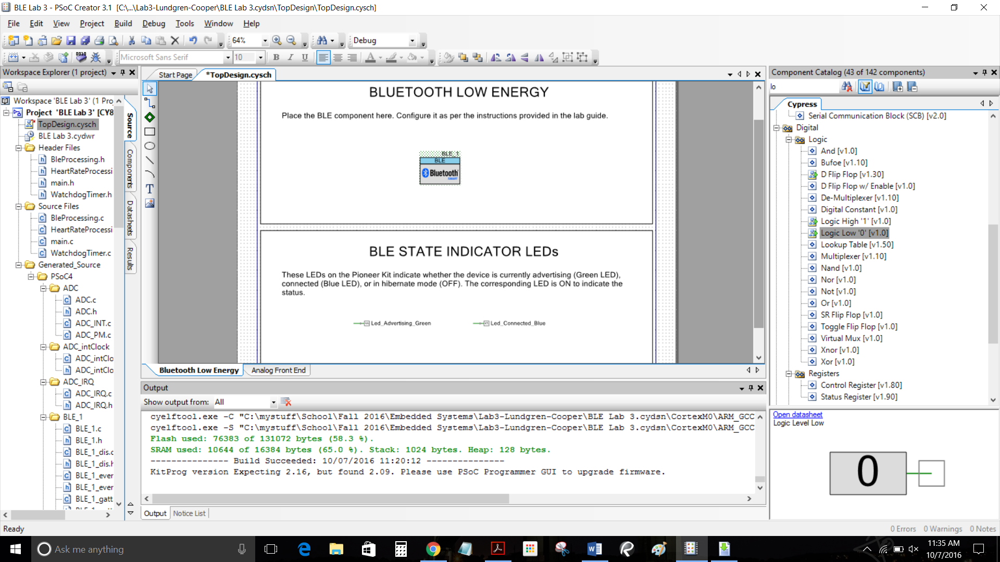 BLE Lab 3 - PSoC Creator 3.1 [C:\...\Lab3-Lundgren-Cooper\BLE Lab 3.cydsn\TopDesign\TopDesign.cysch]
File Edit View Project Build Debug Tools Window Help
64% Debug
Microsoft Sans Serif 10 B I U A
Workspace Explorer (1 project)
Workspace 'BLE Lab 3' (1 Pro
Project 'BLE Lab 3' [CY8
TopDesign.cysch
BLE Lab 3.cydwr
Header Files
BleProcessing.h
HeartRateProcessi
main.h
WatchdogTimer.h
Source Files
BleProcessing.c
HeartRateProcessi
main.c
WatchdogTimer.c
Generated_Source
PSoC4
ADC
ADC.c
ADC.h
ADC_INT.c
ADC_PM.c
ADC_intClock
ADC_intClo
ADC_intClo
ADC_IRQ
ADC_IRQ.c
ADC_IRQ.h
BLE_1
BLE_1.c
BLE_1.h
BLE_1_dis.c
BLE_1_dis.h
BLE_1_ever
BLE_1_ever
BLE_1_gatt
Source
Components
Datasheets
Results
Start Page *TopDesign.cysch
T
BLUETOOTH LOW ENERGY
Place the BLE component here. Configure it as per the instructions provided in the lab guide.
BLE_1
BLE
Bluetooth
SMART
BLE STATE INDICATOR LEDs
These LEDs on the Pioneer Kit indicate whether the device is currently advertising (Green LED),
connected (Blue LED), or in hibernate mode (OFF). The corresponding LED is ON to indicate the
status.
Led_Advertising_Green Led_Connected_Blue
Bluetooth Low Energy Analog Front End
Output
Show output from: All
cyelftool.exe -C "C:\mystuff\School\Fall 2016\Embedded Systems\Lab3-Lundgren-Cooper\BLE Lab 3.cydsn\CortexM0\ARM_GCC
cyelftool.exe -S "C:\mystuff\School\Fall 2016\Embedded Systems\Lab3-Lundgren-Cooper\BLE Lab 3.cydsn\CortexM0\ARM_GCC
Flash used: 76383 of 131072 bytes (58.3 %).
SRAM used: 10644 of 16384 bytes (65.0 %). Stack: 1024 bytes. Heap: 128 bytes.
--------------- Build Succeeded: 10/07/2016 11:20:12 ---------------
KitProg version Expecting 2.16, but found 2.09. Please use PSoC Programmer GUI to upgrade firmware.
Output Notice List
Component Catalog (43 of 142 components)
lo
Cypress
Serial Communication Block (SCB) [v2.0]
Digital
Logic
And [v1.0]
Bufoe [v1.10]
D Flip Flop [v1.30]
D Flip Flop w/ Enable [v1.0]
De-Multiplexer [v1.10]
Digital Constant [v1.0]
Logic High '1' [v1.0]
Logic Low '0' [v1.0]
Lookup Table [v1.50]
Multiplexer [v1.10]
Nand [v1.0]
Nor [v1.0]
Not [v1.0]
Or [v1.0]
SR Flip Flop [v1.0]
Toggle Flip Flop [v1.0]
Virtual Mux [v1.0]
Xnor [v1.0]
Xor [v1.0]
Registers
Control Register [v1.80]
Status Register [v1.90]
Open datasheet
Logic Level Low
0
Ready
0 Errors 0 Warnings 0 Notes
Ask me anything
11:35 AM
10/7/2016